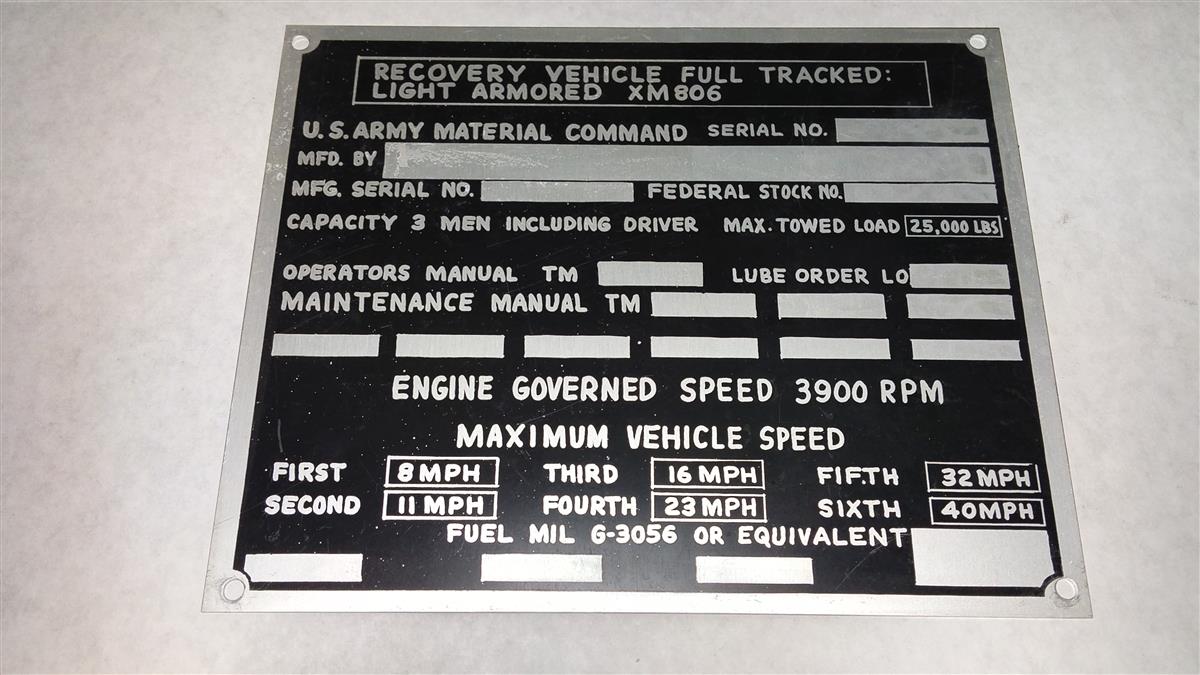 RECOVERY VEHICLE FULL TRACKED:
LIGHT ARMORED XM806
U.S. ARMY MATERIAL COMMAND SERIAL NO.
MFD. BY
MFG. SERIAL NO. FEDERAL STOCK NO.
CAPACITY 3 MEN INCLUDING DRIVER MAX. TOWED LOAD 25,000 LBS
OPERATORS MANUAL TM LUBE ORDER LO
MAINTENANCE MANUAL TM
ENGINE GOVERNED SPEED 3900 RPM
MAXIMUM VEHICLE SPEED
FIRST 8 MPH THIRD 16 MPH FIFTH 32 MPH
SECOND 11 MPH FOURTH 23 MPH SIXTH 40 MPH
FUEL MIL G-3056 OR EQUIVALENT